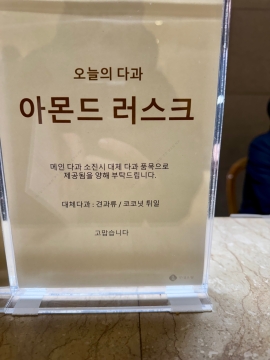 오늘의 다과
아몬드 러스크
메인 다과 소진시 대체 다과 품목으로
제공됨을 양해 부탁드립니다.
대체다과 : 견과류 / 코코넛 튀일
고맙습니다